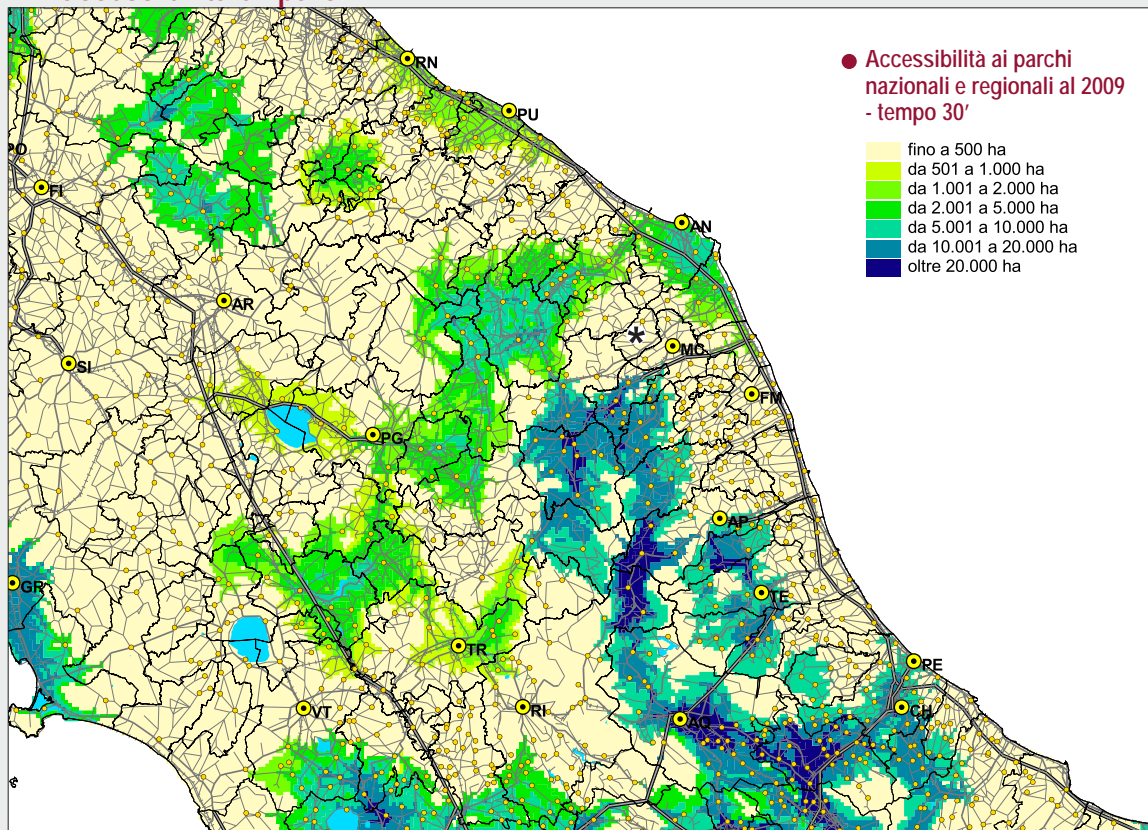 ● Accessibilità ai parchi
nazionali e regionali al 2009
- tempo 30'
fino a 500 ha
da 501 a 1.000 ha
da 1.001 a 2.000 ha
da 2.001 a 5.000 ha
da 5.001 a 10.000 ha
da 10.001 a 20.000 ha
oltre 20.000 ha
RN
PU
PO
FI
AN
AR
*
MC
SI
FM
PG
AP
GR
TE
TR
PE
VT
RI
AQ
CH